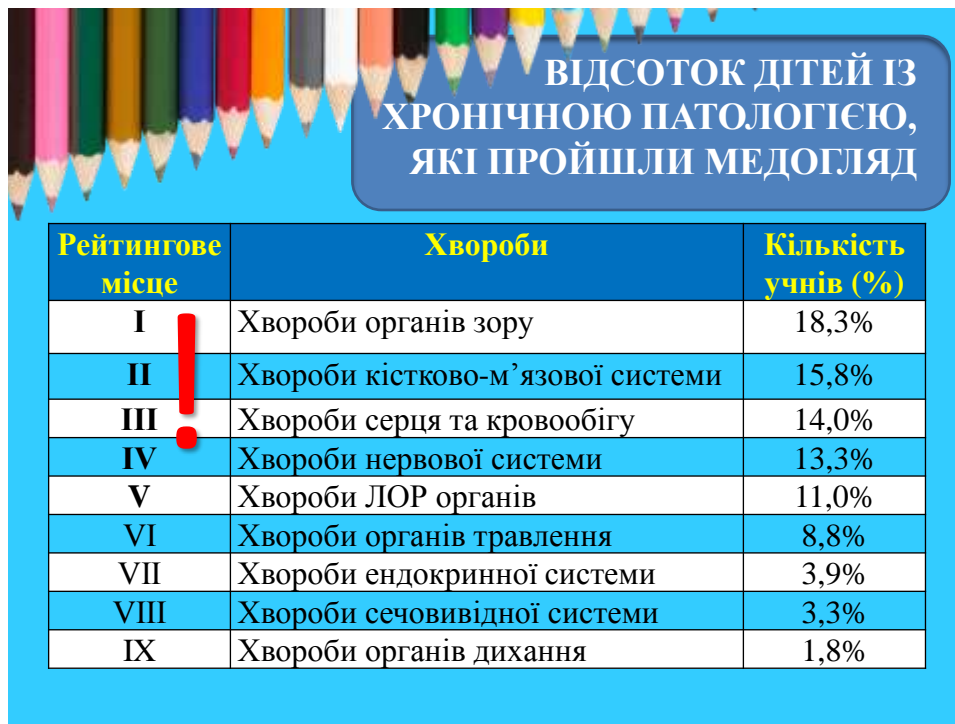 ВІДСОТОК ДІТЕЙ ІЗ
ХРОНІЧНОЮ ПАТОЛОГІЄЮ,
ЯКІ ПРОЙШЛИ МЕДОГЛЯД
Рейтингове місце Хвороби Кількість учнів (%)
I Хвороби органів зору 18,3%
II Хвороби кістково-м’язової системи 15,8%
III Хвороби серця та кровообігу 14,0%
IV Хвороби нервової системи 13,3%
V Хвороби ЛОР органів 11,0%
VI Хвороби органів травлення 8,8%
VII Хвороби ендокринної системи 3,9%
VIII Хвороби сечовивідної системи 3,3%
IX Хвороби органів дихання 1,8%
!